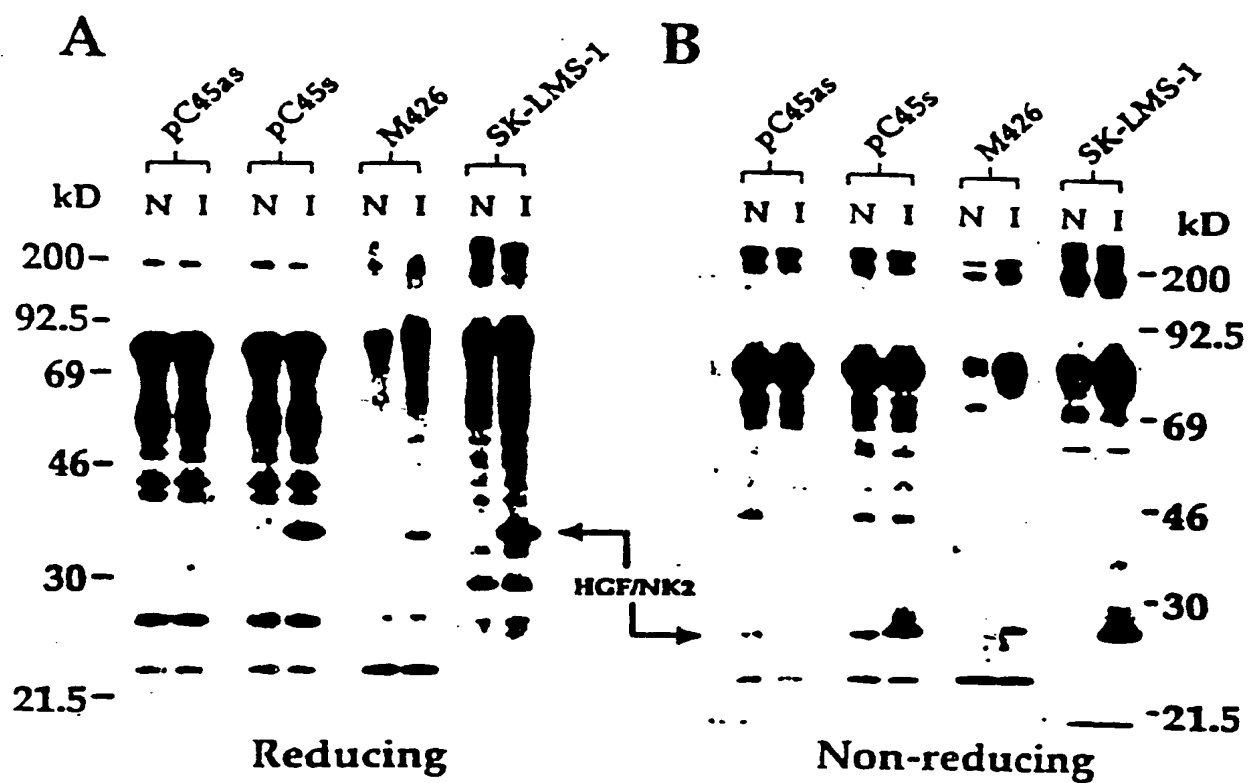 A
pC45as pC45s M426 SK-LMS-1
kD N I N I N I N I
200
92.5
69
46
30
21.5
Reducing
HGF/NK2
B
pC45as pC45s M426 SK-LMS-1
N I N I N I N I kD
200
92.5
69
46
30
21.5
Non-reducing